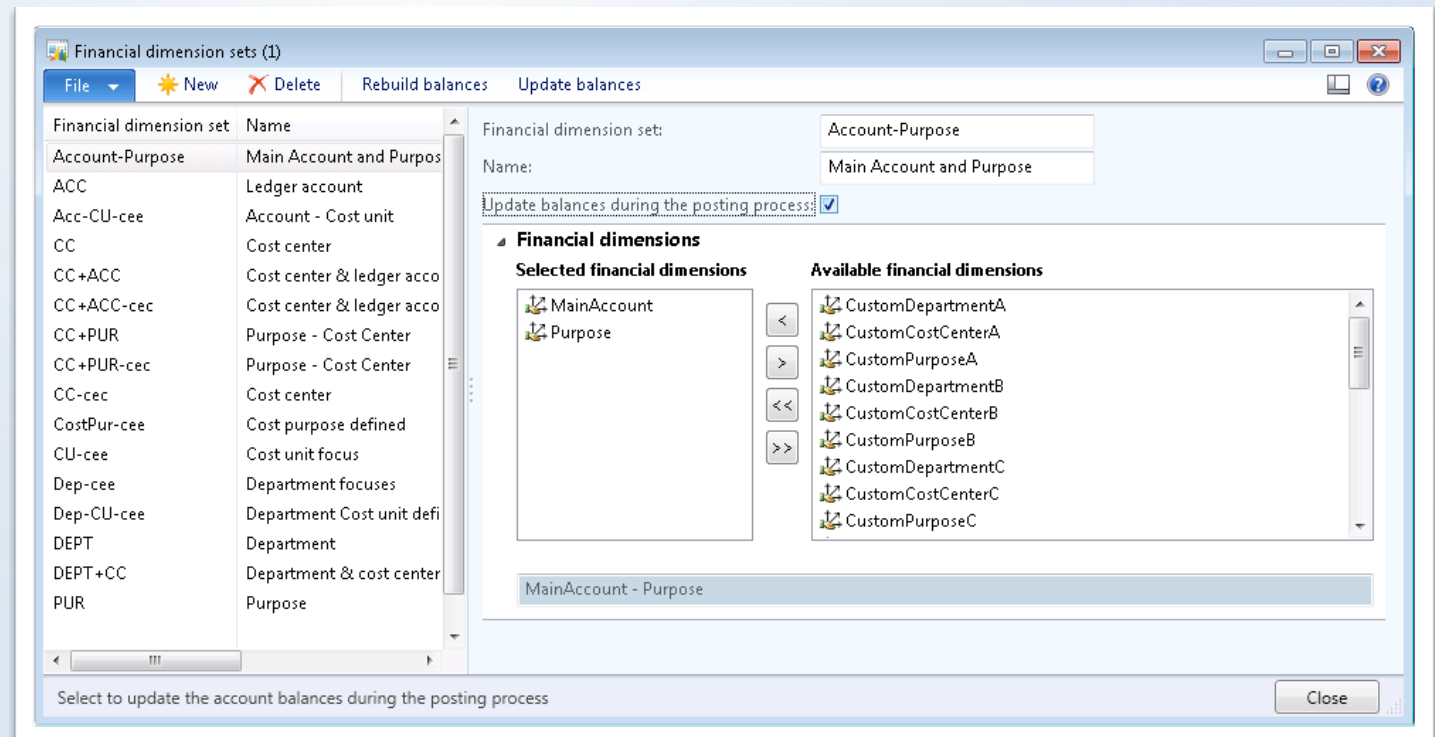 Financial dimension sets (1)
File New Delete Rebuild balances Update balances
Financial dimension set Name
Account-Purpose Main Account and Purpos
ACC Ledger account
Acc-CU-cee Account - Cost unit
CC Cost center
CC+ACC Cost center & ledger acco
CC+ACC-cec Cost center & ledger acco
CC+PUR Purpose - Cost Center
CC+PUR-cec Purpose - Cost Center
CC-cec Cost center
CostPur-cee Cost purpose defined
CU-cee Cost unit focus
Dep-cee Department focuses
Dep-CU-cee Department Cost unit defi
DEPT Department
DEPT+CC Department & cost center
PUR Purpose
Financial dimension set: Account-Purpose
Name: Main Account and Purpose
Update balances during the posting process:
Financial dimensions
Selected financial dimensions
MainAccount
Purpose
<
>
<<
>>
Available financial dimensions
CustomDepartmentA
CustomCostCenterA
CustomPurposeA
CustomDepartmentB
CustomCostCenterB
CustomPurposeB
CustomDepartmentC
CustomCostCenterC
CustomPurposeC
MainAccount - Purpose
Select to update the account balances during the posting process
Close